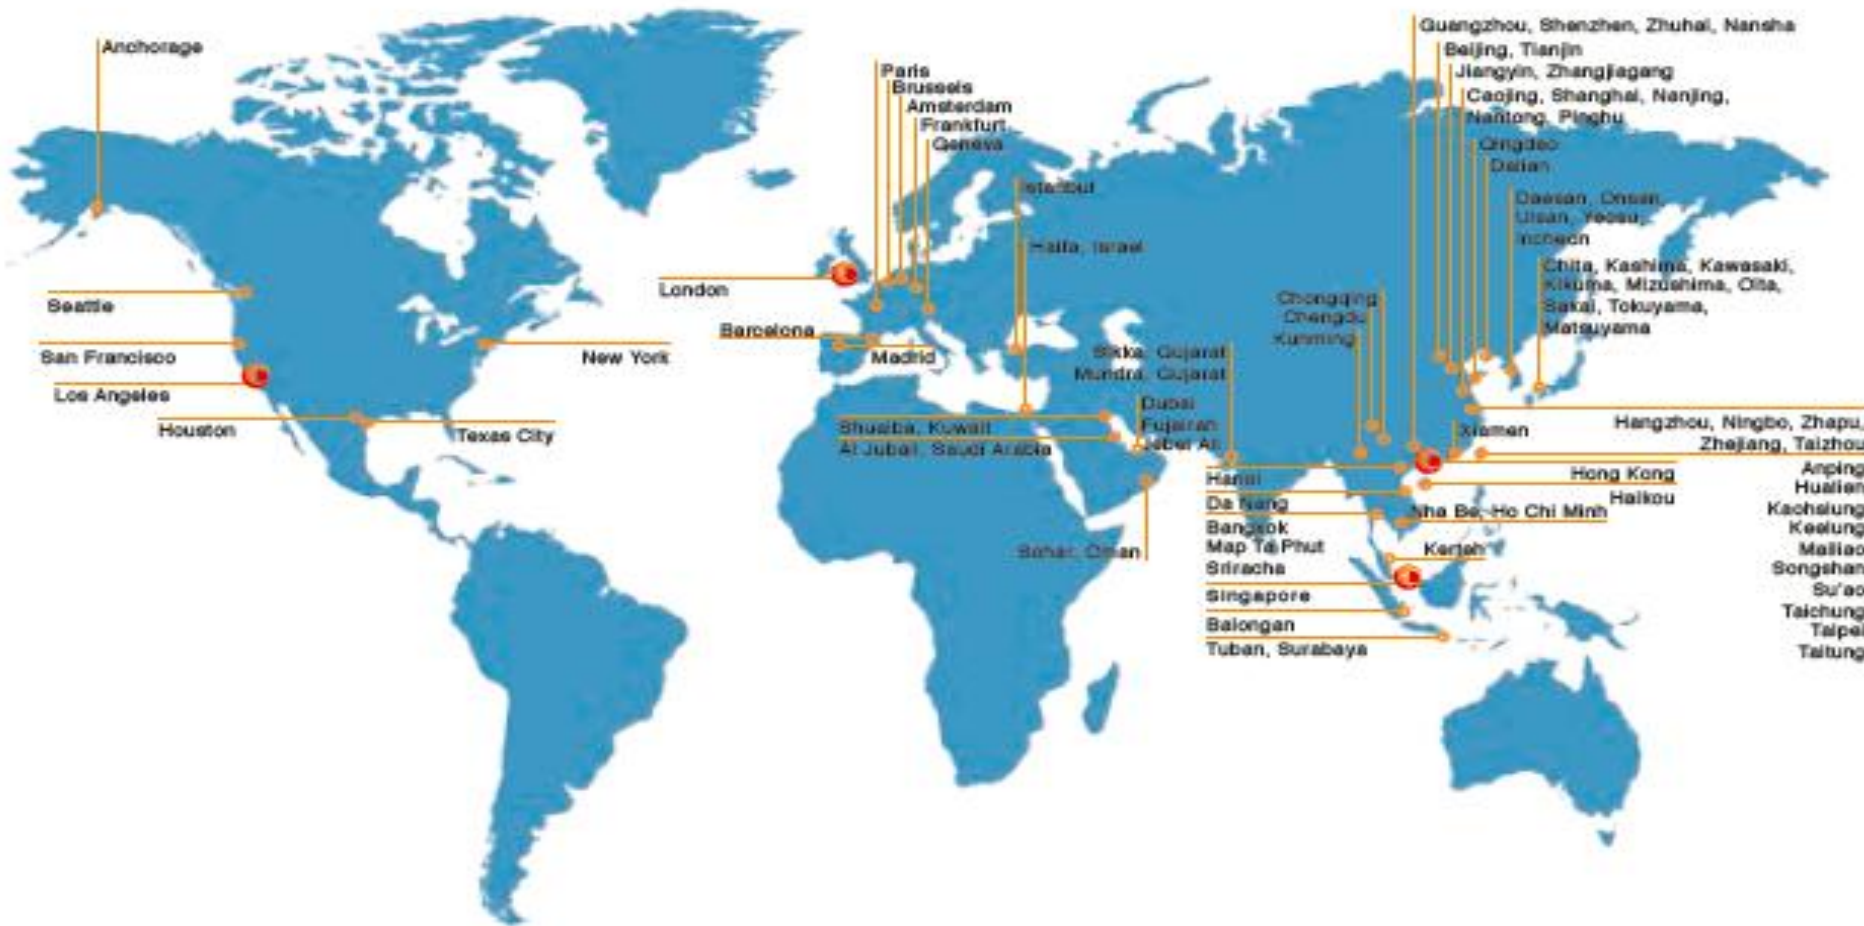 Anchorage
Seattle
San Francisco
Los Angeles
Houston
Texas City
New York
London
Barcelona
Madrid
Paris
Brussels
Amsterdam
Frankfurt
Geneva
Istanbul
Haifa, Israel
Shuaiba, Kuwait
Al Jubail, Saudi Arabia
Dubai
Fujairah
Jebel Ali
Sohar, Oman
Sikka, Gujarat
Mundra, Gujarat
Chongqing
Chengdu
Kunming
Guangzhou, Shenzhen, Zhuhai, Nansha
Beijing, Tianjin
Jiangyin, Zhangjiagang
Caojing, Shanghai, Nanjing,
Nantong, Pinghu
Qingdao
Dalian
Daesan, Onsan,
Ulsan, Yeosu,
Incheon
Chita, Kashima, Kawasaki,
Kikuma, Mizushima, Oita,
Sakai, Tokuyama,
Matsuyama
Hangzhou, Ningbo, Zhapu,
Zhejiang, Taizhou
Xiamen
Hong Kong
Haikou
Anping
Hualien
Kaohsiung
Keelung
Mailiao
Songshan
Su'ao
Taichung
Taipei
Taitung
Hanoi
Da Nang
Nha Be, Ho Chi Minh
Bangkok
Map Ta Phut
Sriracha
Kerteh
Singapore
Balongan
Tuban, Surabaya